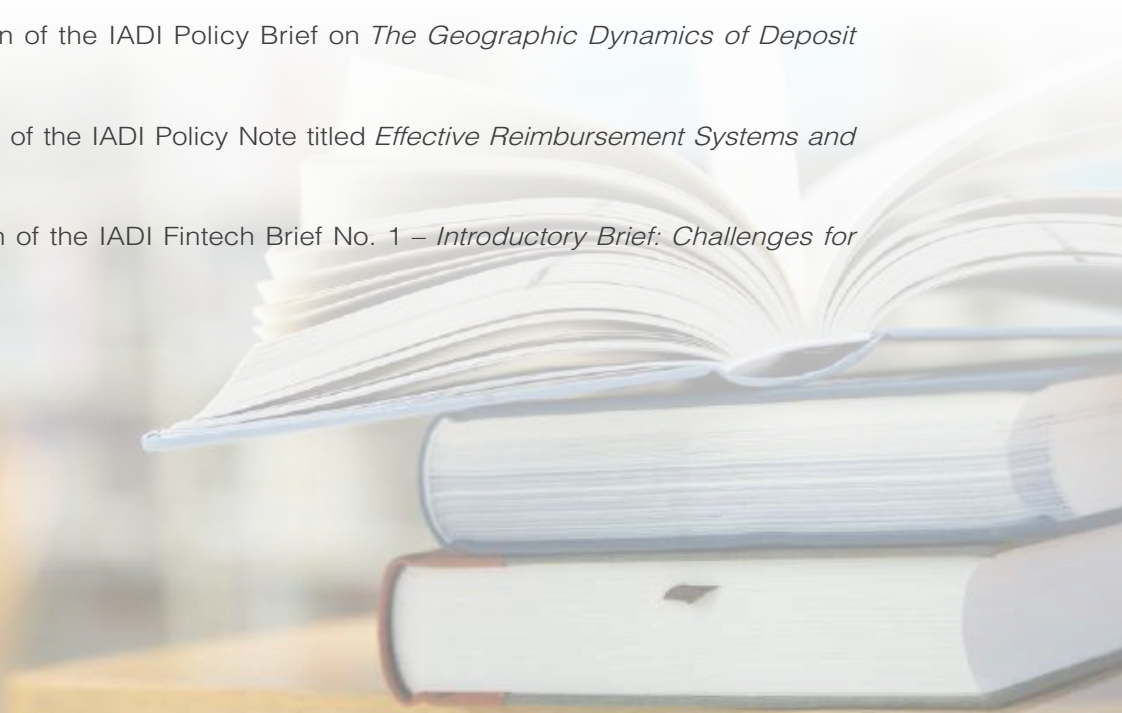 n of the IADI Policy Brief on The Geographic Dynamics of Deposit
of the IADI Policy Note titled Effective Reimbursement Systems and
n of the IADI Fintech Brief No. 1 – Introductory Brief: Challenges for